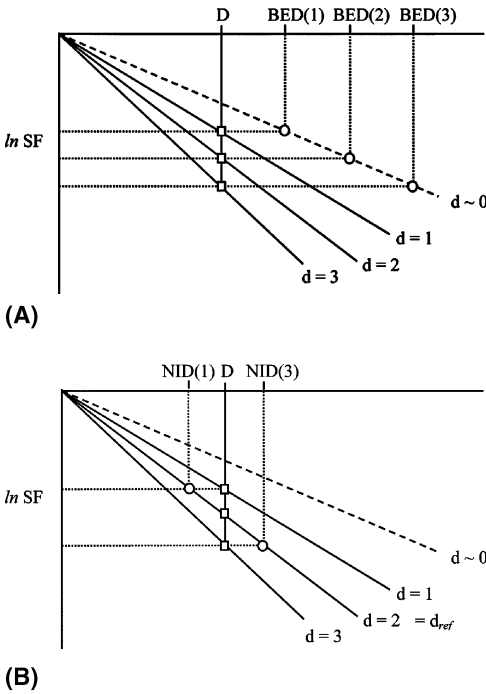 D BED(1) BED(2) BED(3)
ln SF
d ~ 0
d = 1
d = 2
d = 3
(A)
NID(1) D NID(3)
ln SF
d ~ 0
d = 1
d = 2 = dref
d = 3
(B)